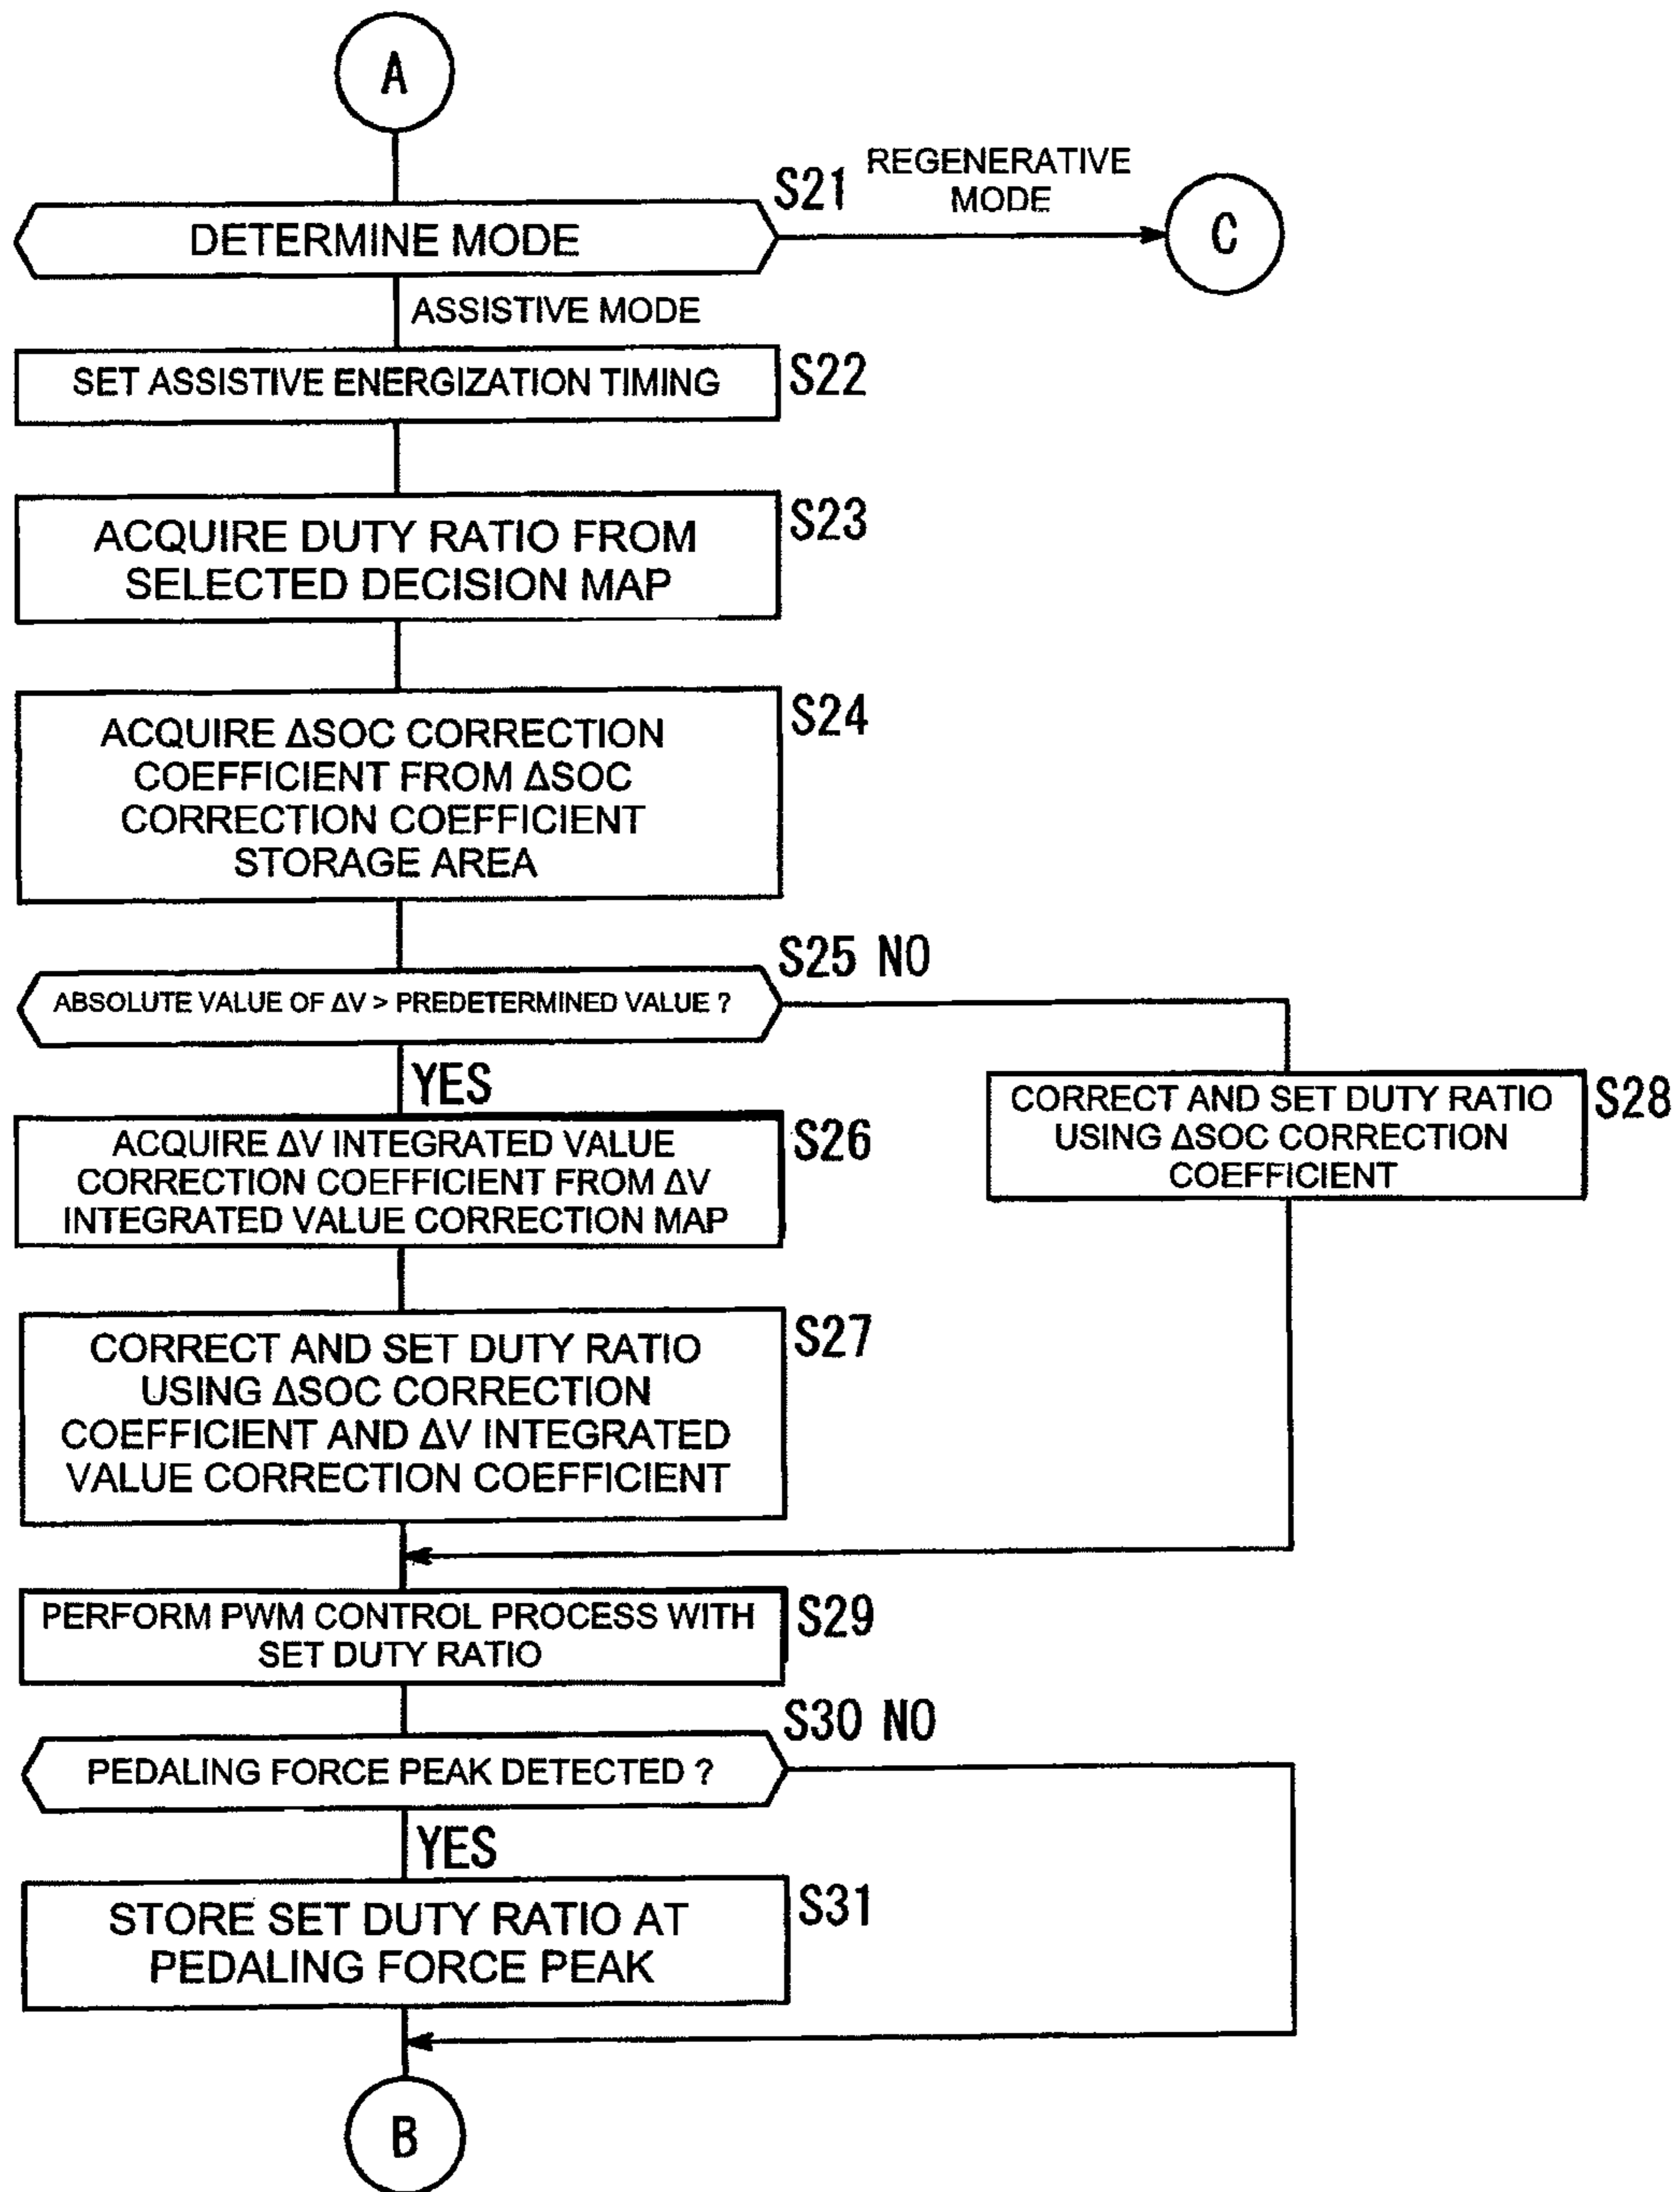 A
S21
REGENERATIVE
MODE
DETERMINE MODE
C
ASSISTIVE MODE
SET ASSISTIVE ENERGIZATION TIMING
S22
ACQUIRE DUTY RATIO FROM
SELECTED DECISION MAP
S23
ACQUIRE ΔSOC CORRECTION
COEFFICIENT FROM ΔSOC
CORRECTION COEFFICIENT
STORAGE AREA
S24
S25 NO
ABSOLUTE VALUE OF ΔV > PREDETERMINED VALUE ?
YES
ACQUIRE ΔV INTEGRATED VALUE
CORRECTION COEFFICIENT FROM ΔV
INTEGRATED VALUE CORRECTION MAP
S26
CORRECT AND SET DUTY RATIO
USING ΔSOC CORRECTION
COEFFICIENT
S28
CORRECT AND SET DUTY RATIO
USING ΔSOC CORRECTION
COEFFICIENT AND ΔV INTEGRATED
VALUE CORRECTION COEFFICIENT
S27
PERFORM PWM CONTROL PROCESS WITH
SET DUTY RATIO
S29
S30 NO
PEDALING FORCE PEAK DETECTED ?
YES
STORE SET DUTY RATIO AT
PEDALING FORCE PEAK
S31
B